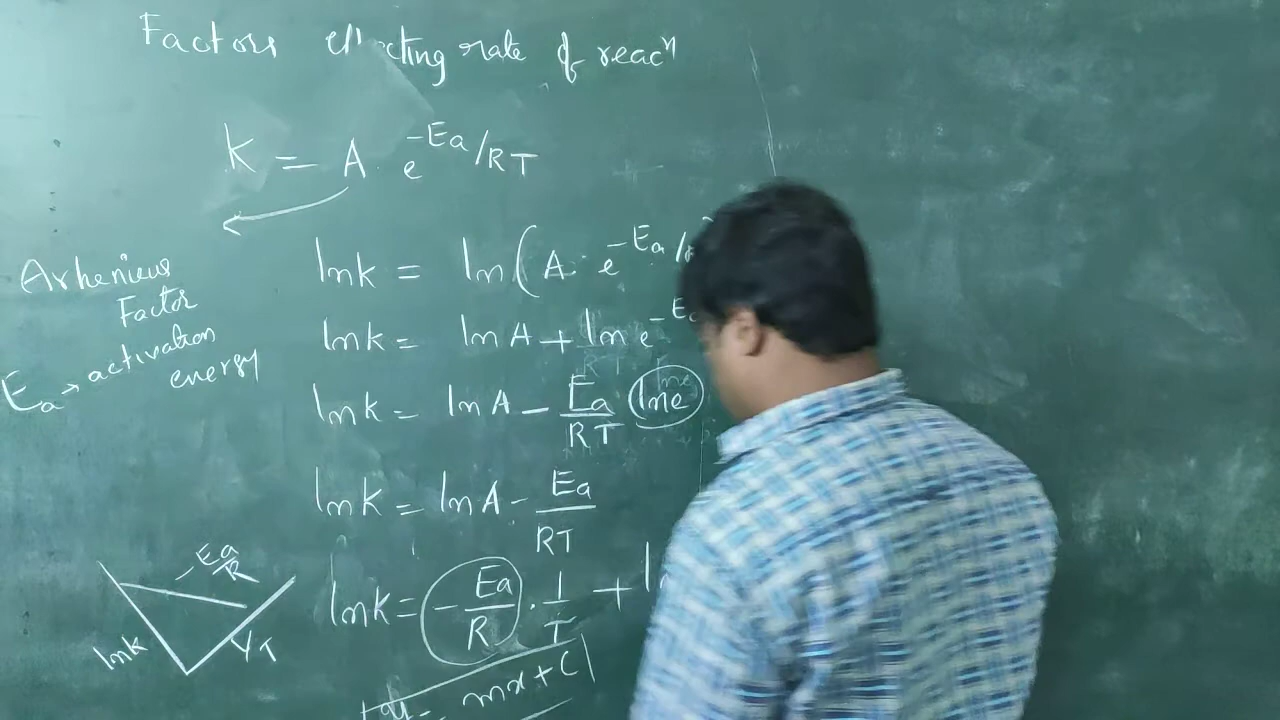 Factors effecting rate of reacⁿ
K = A e^-Ea/RT
Arhenieus
Factor
Ea → activation
energy
lnk = ln(A. e^-Ea/
lnk = lnA + ln e^-E
lnk = lnA - Ea/RT lne
lnk = lnA - Ea/RT
lnk = -Ea/R . 1/T +
y = mx + C
-Ea/R
lnk
1/T